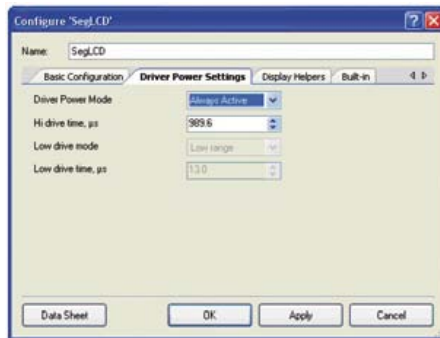 Configure 'SegLCD'
Name: SegLCD
Basic Configuration Driver Power Settings Display Helpers Built-in
Driver Power Mode Always Active
Hi drive time, µs 989.6
Low drive mode Low range
Low drive time, µs 13.0
Data Sheet OK Apply Cancel